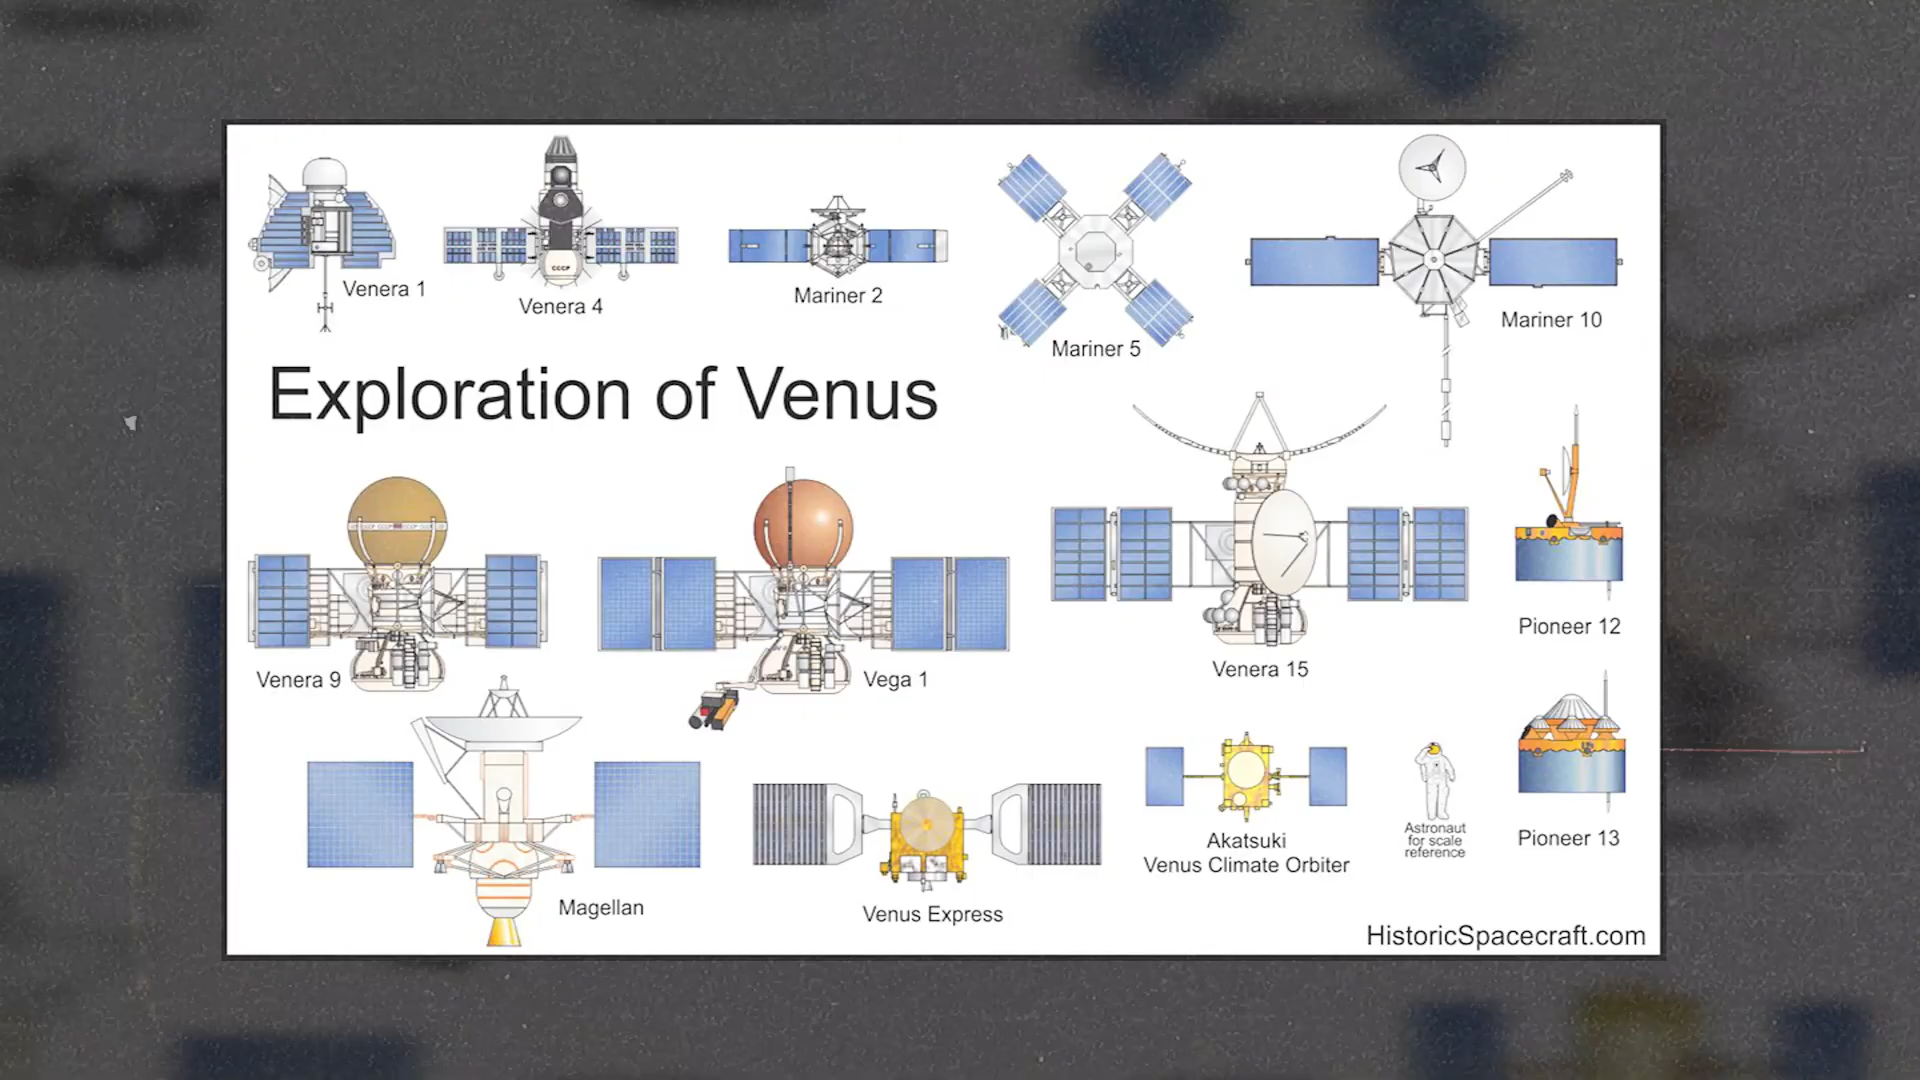 Venera 1
СССР
Venera 4
Mariner 2
Mariner 5
Mariner 10
Exploration of Venus
Venera 9
Vega 1
Venera 15
Pioneer 12
Magellan
Venus Express
Akatsuki
Venus Climate Orbiter
Astronaut
for scale
reference
Pioneer 13
HistoricSpacecraft.com